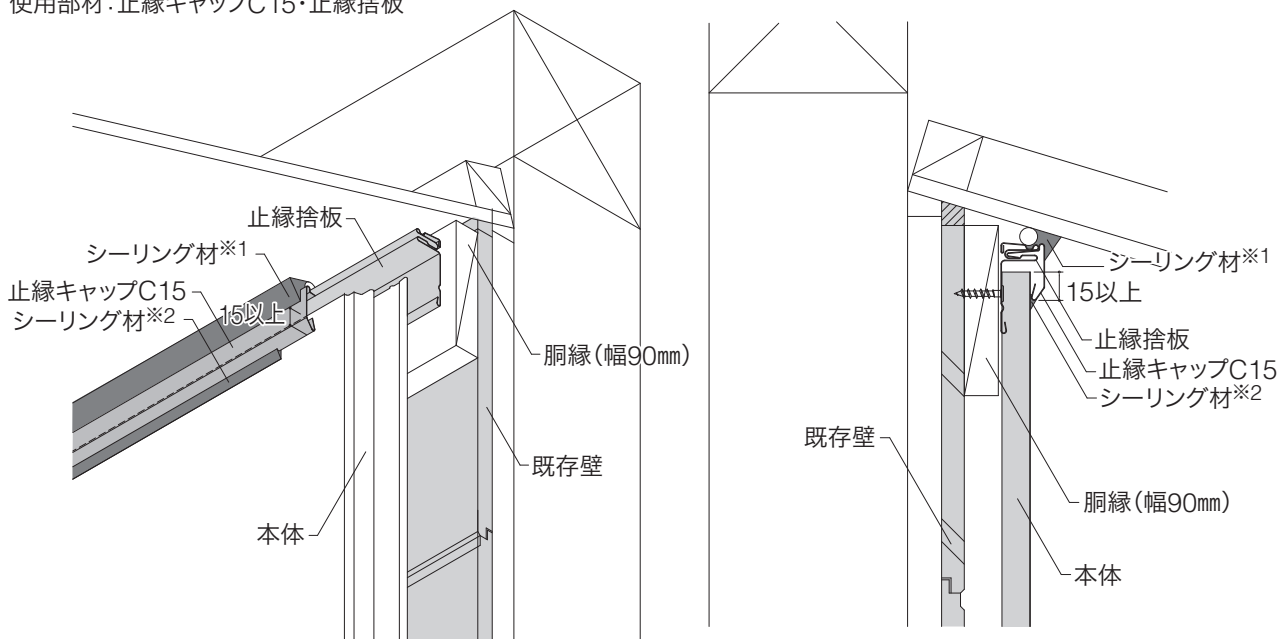 使用部材：止縁キャップC15・止縁捨板
止縁捨板
シーリング材※1
止縁キャップC15
シーリング材※2
15以上
胴縁（幅90㎜）
既存壁
本体
シーリング材※1
15以上
止縁捨板
止縁キャップC15
シーリング材※2
既存壁
胴縁（幅90㎜）
本体